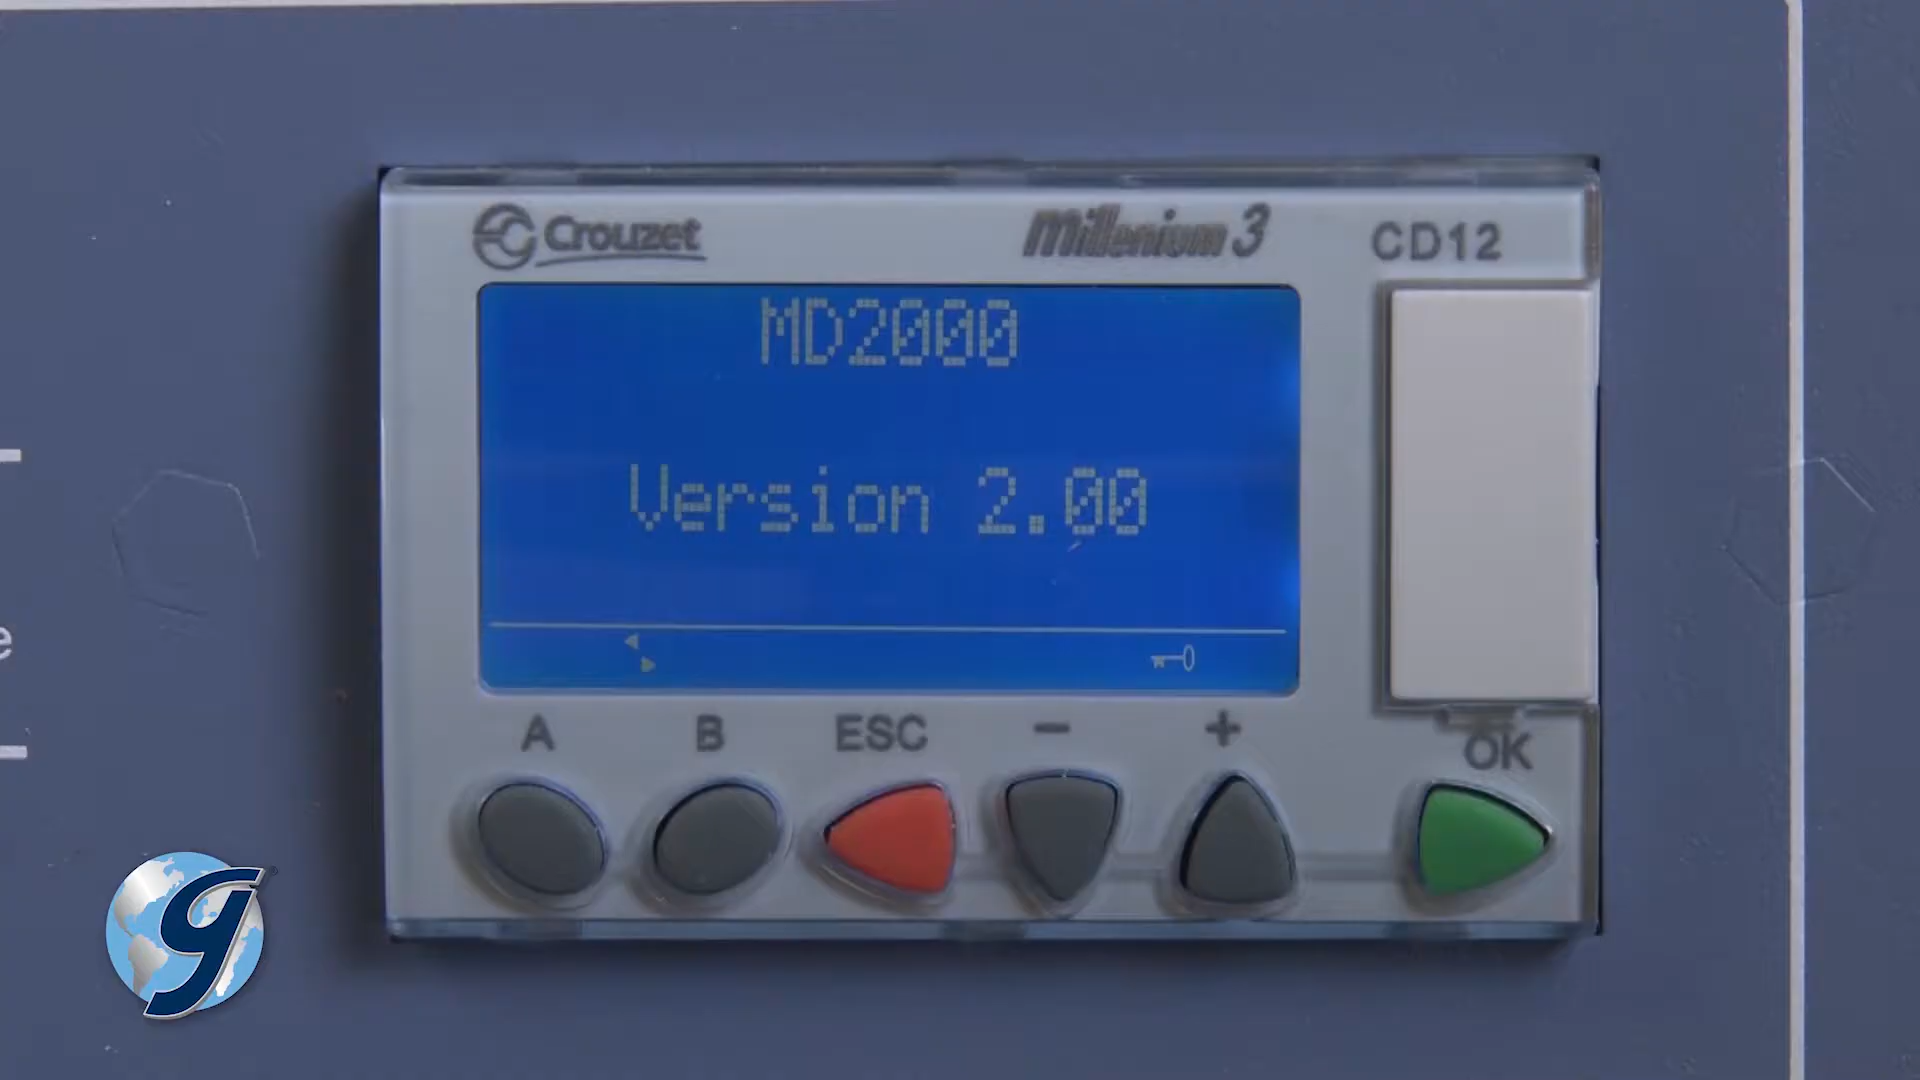 Crouzet
millenium 3
CD12
MD2000
Version 2.00
A B ESC - + OK
e
g